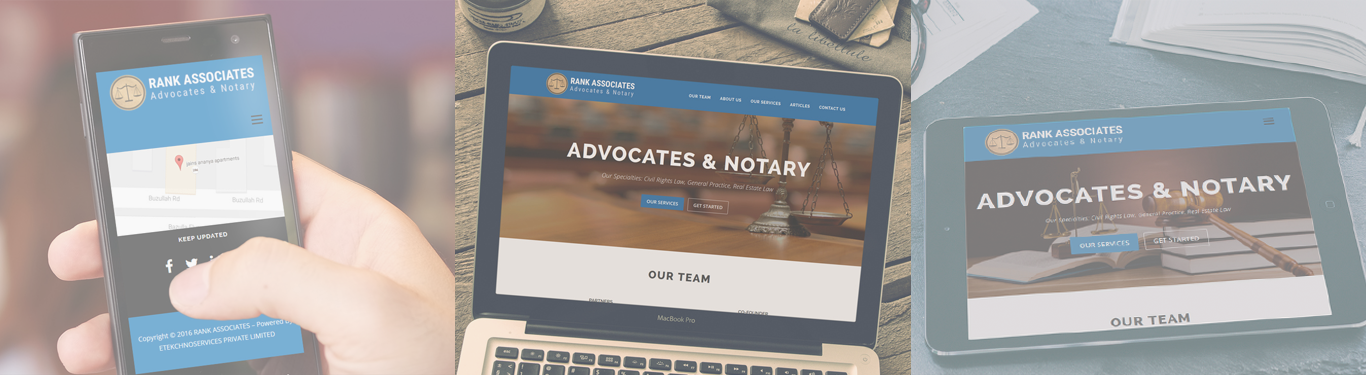 RANK ASSOCIATES
Advocates & Notary
Busullah Rd
Busullah Rd
KEEP UPDATED
Copyright © 2016 RANK ASSOCIATES – Powered by
ETEKCHNOSERVICES PRIVATE LIMITED
la
RANK ASSOCIATES
Advocates & Notary
OUR TEAM
ABOUT US
OUR SERVICES
ARTICLES
CONTACT US
ADVOCATES & NOTARY
Our Specialties: Civil Rights Law, General Practice, Real Estate Law
OUR SERVICES
GET STARTED
OUR TEAM
PARTNERS
CO-FOUNDER
MacBook Pro
RANK ASSOCIATES
Advocates & Notary
ADVOCATES & NOTARY
Our Specialties: Civil Rights Law, General Practice, Real Estate Law
OUR SERVICES
GET STARTED
OUR TEAM